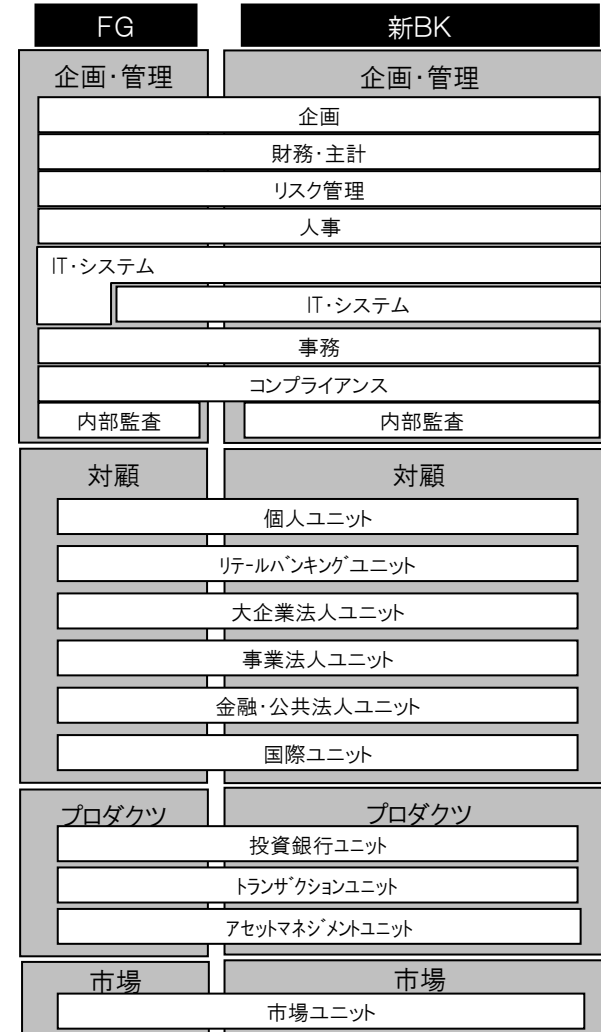 FG
新BK
企画・管理
企画・管理
企画
財務・主計
リスク管理
人事
IT・システム
IT・システム
事務
コンプライアンス
内部監査
内部監査
対顧
対顧
個人ユニット
リテールバンキングユニット
大企業法人ユニット
事業法人ユニット
金融・公共法人ユニット
国際ユニット
プロダクツ
プロダクツ
投資銀行ユニット
トランザクションユニット
アセットマネジメントユニット
市場
市場
市場ユニット